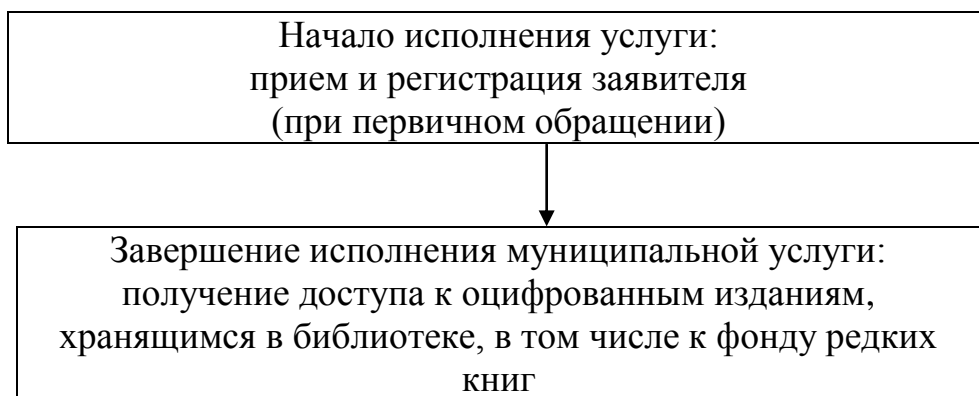 Начало исполнения услуги:
прием и регистрация заявителя
(при первичном обращении)
Завершение исполнения муниципальной услуги:
получение доступа к оцифрованным изданиям,
хранящимся в библиотеке, в том числе к фонду редких
книг